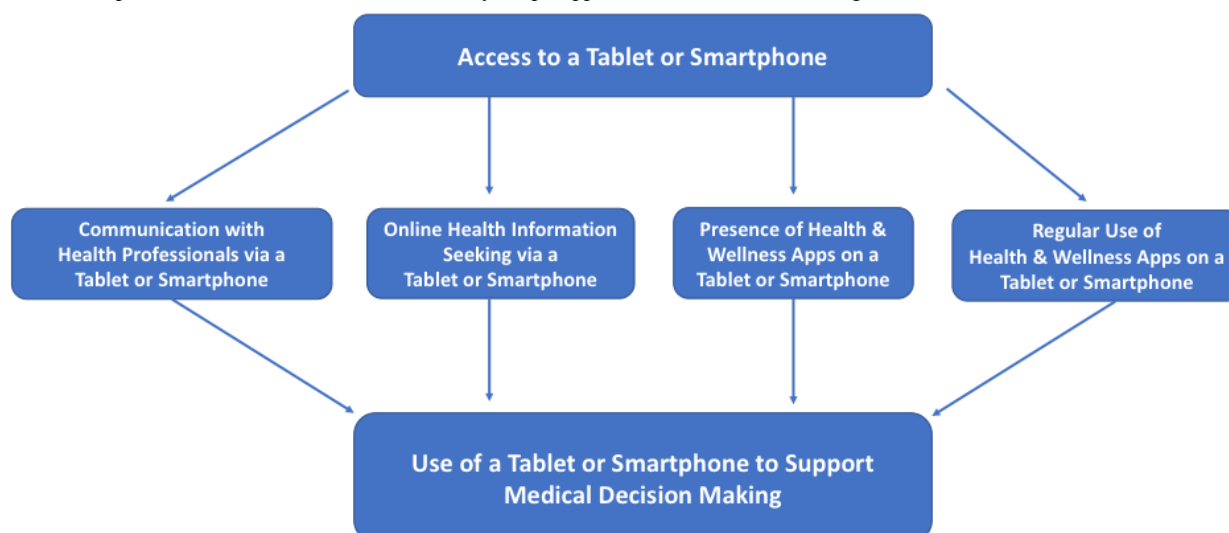 Access to a Tablet or Smartphone
Communication with
Health Professionals via a
Tablet or Smartphone
Online Health Information
Seeking via a
Tablet or Smartphone
Presence of Health &
Wellness Apps on a
Tablet or Smartphone
Regular Use of
Health & Wellness Apps on a
Tablet or Smartphone
Use of a Tablet or Smartphone to Support
Medical Decision Making